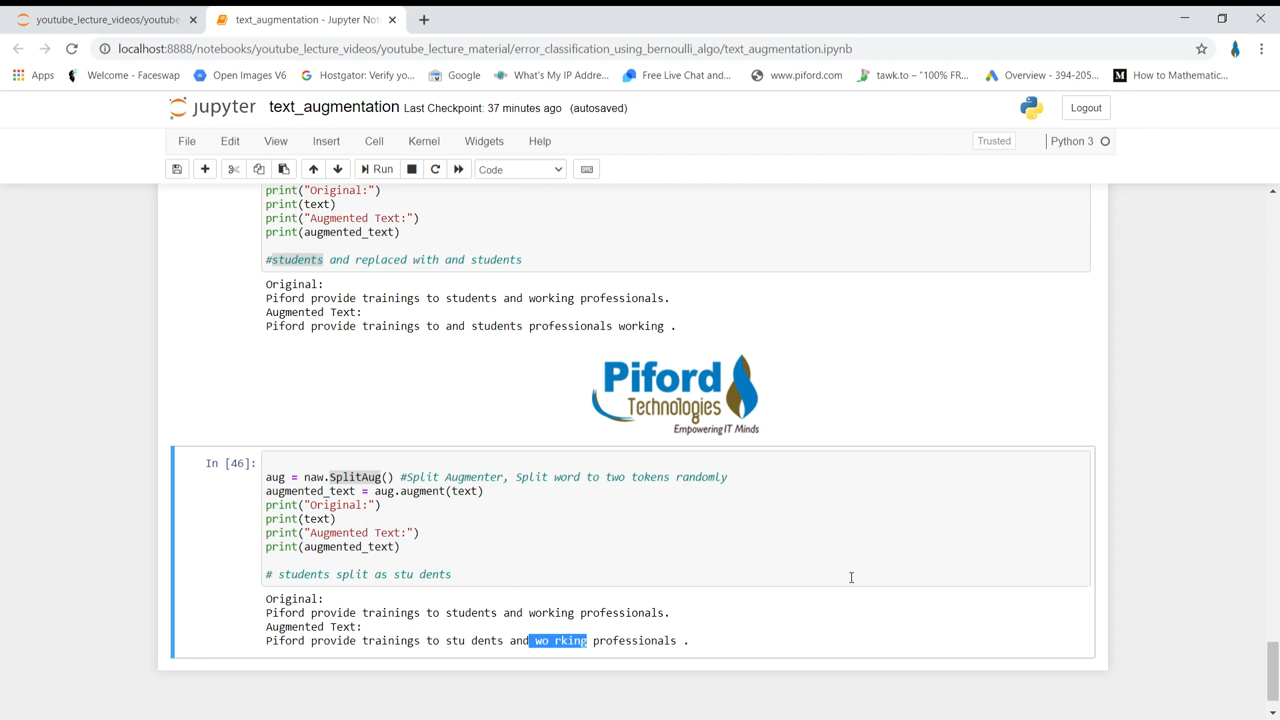 youtube_lecture_videos/youtube
text_augmentation - Jupyter Not
localhost:8888/notebooks/youtube_lecture_videos/youtube_lecture_material/error_classification_using_bernoulli_algo/text_augmentation.ipynb
Apps Welcome - Faceswap Open Images V6 Hostgator: Verify yo... Google What's My IP Addre... Free Live Chat and... www.piford.com tawk.to – "100% FR... Overview - 394-205... How to Mathematic...
jupyter text_augmentation Last Checkpoint: 37 minutes ago (autosaved) Logout
File Edit View Insert Cell Kernel Widgets Help Trusted Python 3
Run Code
print("Original:")
print(text)
print("Augmented Text:")
print(augmented_text)
#students and replaced with and students
Original:
Piford provide trainings to students and working professionals.
Augmented Text:
Piford provide trainings to and students professionals working .
Piford
Technologies
Empowering IT Minds
In [46]:
aug = naw.SplitAug() #Split Augmenter, Split word to two tokens randomly
augmented_text = aug.augment(text)
print("Original:")
print(text)
print("Augmented Text:")
print(augmented_text)
# students split as stu dents
Original:
Piford provide trainings to students and working professionals.
Augmented Text:
Piford provide trainings to stu dents and wo rking professionals .